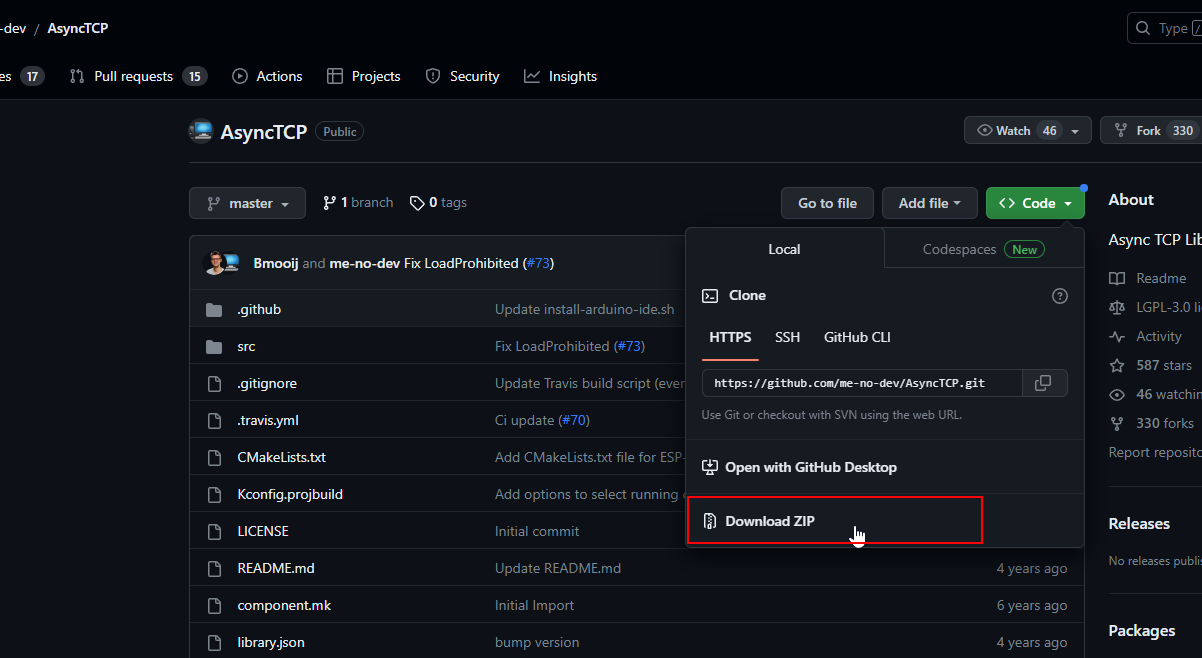 -dev / AsyncTCP
Type /
es 17 Pull requests 15 Actions Projects Security Insights
AsyncTCP Public
Watch 46 Fork 330
master 1 branch 0 tags
Go to file Add file <> Code
About
Local Codespaces New
Async TCP Lib
Bmooij and me-no-dev Fix LoadProhibited (#73)
Clone
.github Update install-arduino-ide.sh
Readme
HTTPS SSH GitHub CLI
LGPL-3.0 li
src Fix LoadProhibited (#73)
Activity
.gitignore Update Travis build script (ever
https://github.com/me-no-dev/AsyncTCP.git
587 stars
46 watchin
Use Git or checkout with SVN using the web URL.
.travis.yml Ci update (#70)
330 forks
CMakeLists.txt Add CMakeLists.txt file for ESP-
Open with GitHub Desktop
Report reposito
Kconfig.projbuild Add options to select running
Download ZIP
Releases
LICENSE Initial commit
README.md Update README.md 4 years ago
No releases publis
component.mk Initial Import 6 years ago
Packages
library.json bump version 4 years ago